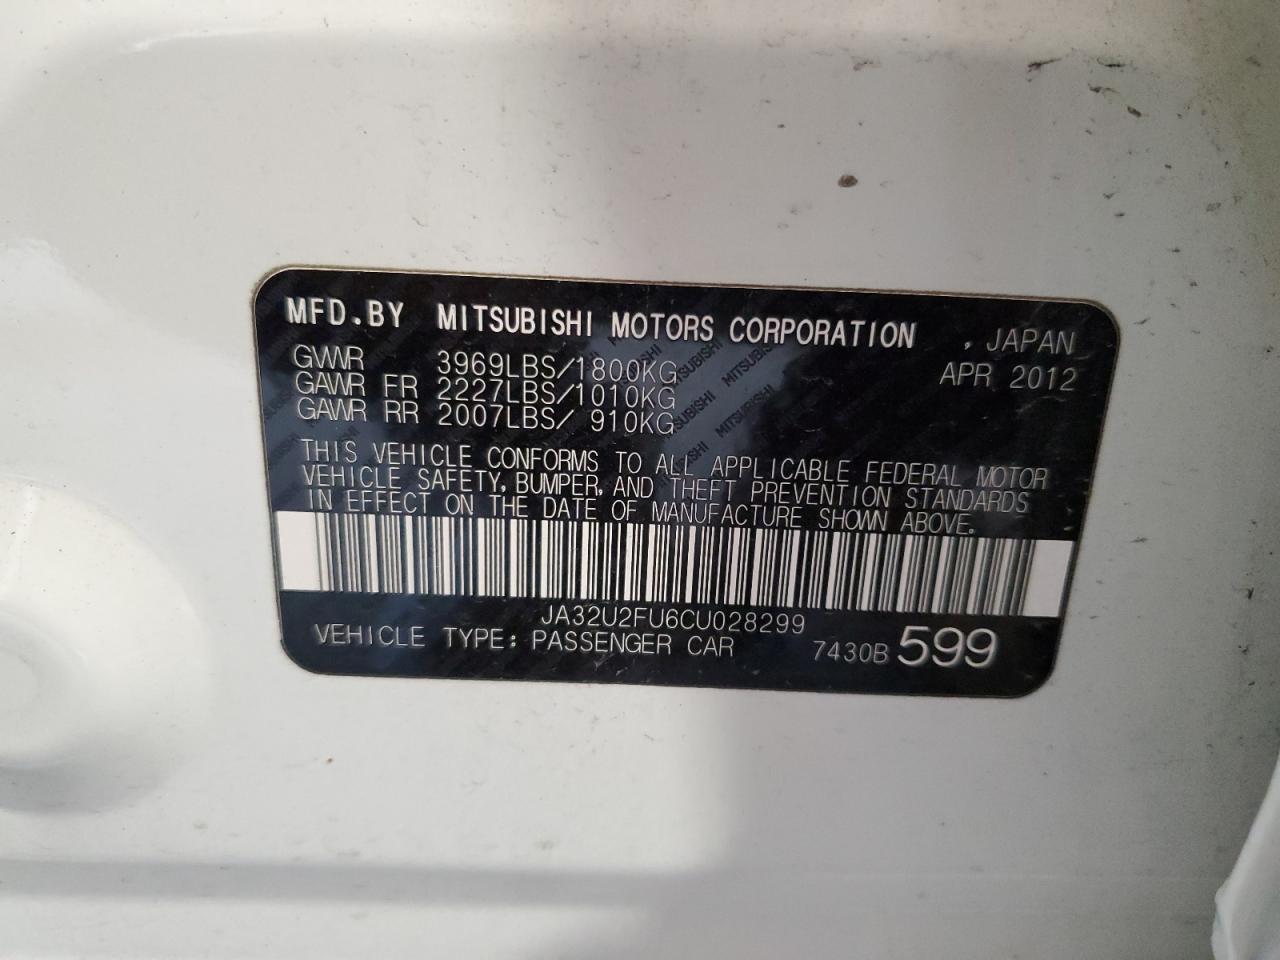 MFD.BY MITSUBISHI MOTORS CORPORATION , JAPAN
GVWR 3969LBS/1800KG APR 2012
GAWR FR 2227LBS/1010KG
GAWR RR 2007LBS/ 910KG
THIS VEHICLE CONFORMS TO ALL APPLICABLE FEDERAL MOTOR
VEHICLE SAFETY, BUMPER, AND THEFT PREVENTION STANDARDS
IN EFFECT ON THE DATE OF MANUFACTURE SHOWN ABOVE.
JA32U2FU6CU028299
VEHICLE TYPE: PASSENGER CAR 7430B 599